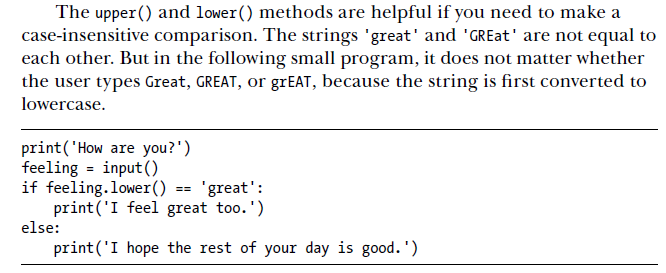 The upper() and lower() methods are helpful if you need to make a
case-insensitive comparison. The strings 'great' and 'GREat' are not equal to
each other. But in the following small program, it does not matter whether
the user types Great, GREAT, or grEAT, because the string is first converted to
lowercase.
print('How are you?')
feeling = input()
if feeling.lower() == 'great':
    print('I feel great too.')
else:
    print('I hope the rest of your day is good.')